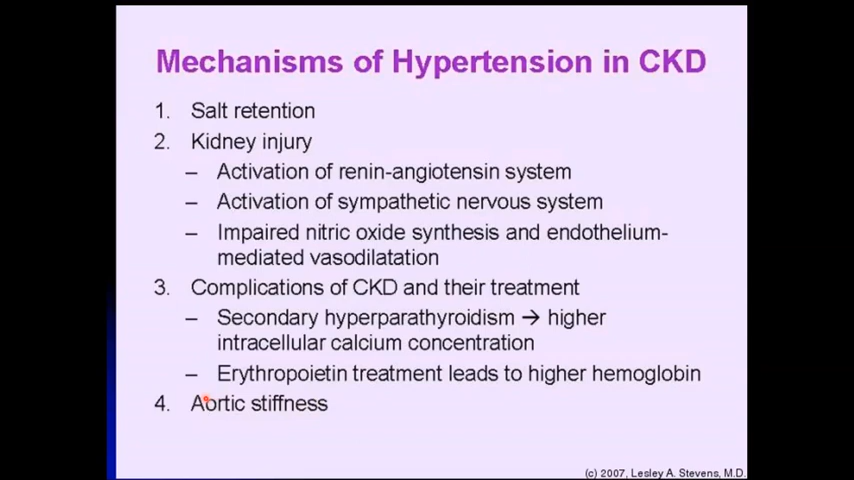 Mechanisms of Hypertension in CKD
1. Salt retention
2. Kidney injury
– Activation of renin-angiotensin system
– Activation of sympathetic nervous system
– Impaired nitric oxide synthesis and endothelium-
mediated vasodilatation
3. Complications of CKD and their treatment
– Secondary hyperparathyroidism → higher
intracellular calcium concentration
– Erythropoietin treatment leads to higher hemoglobin
4. Aortic stiffness
(c) 2007, Lesley A. Stevens, M.D.